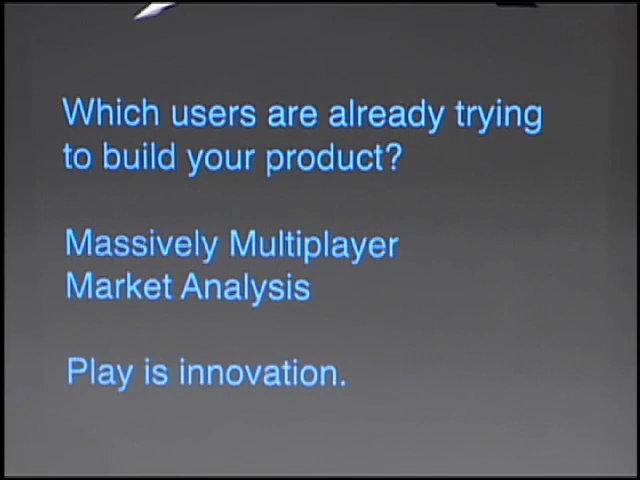 Which users are already trying
to build your product?
Massively Multiplayer
Market Analysis
Play is innovation.